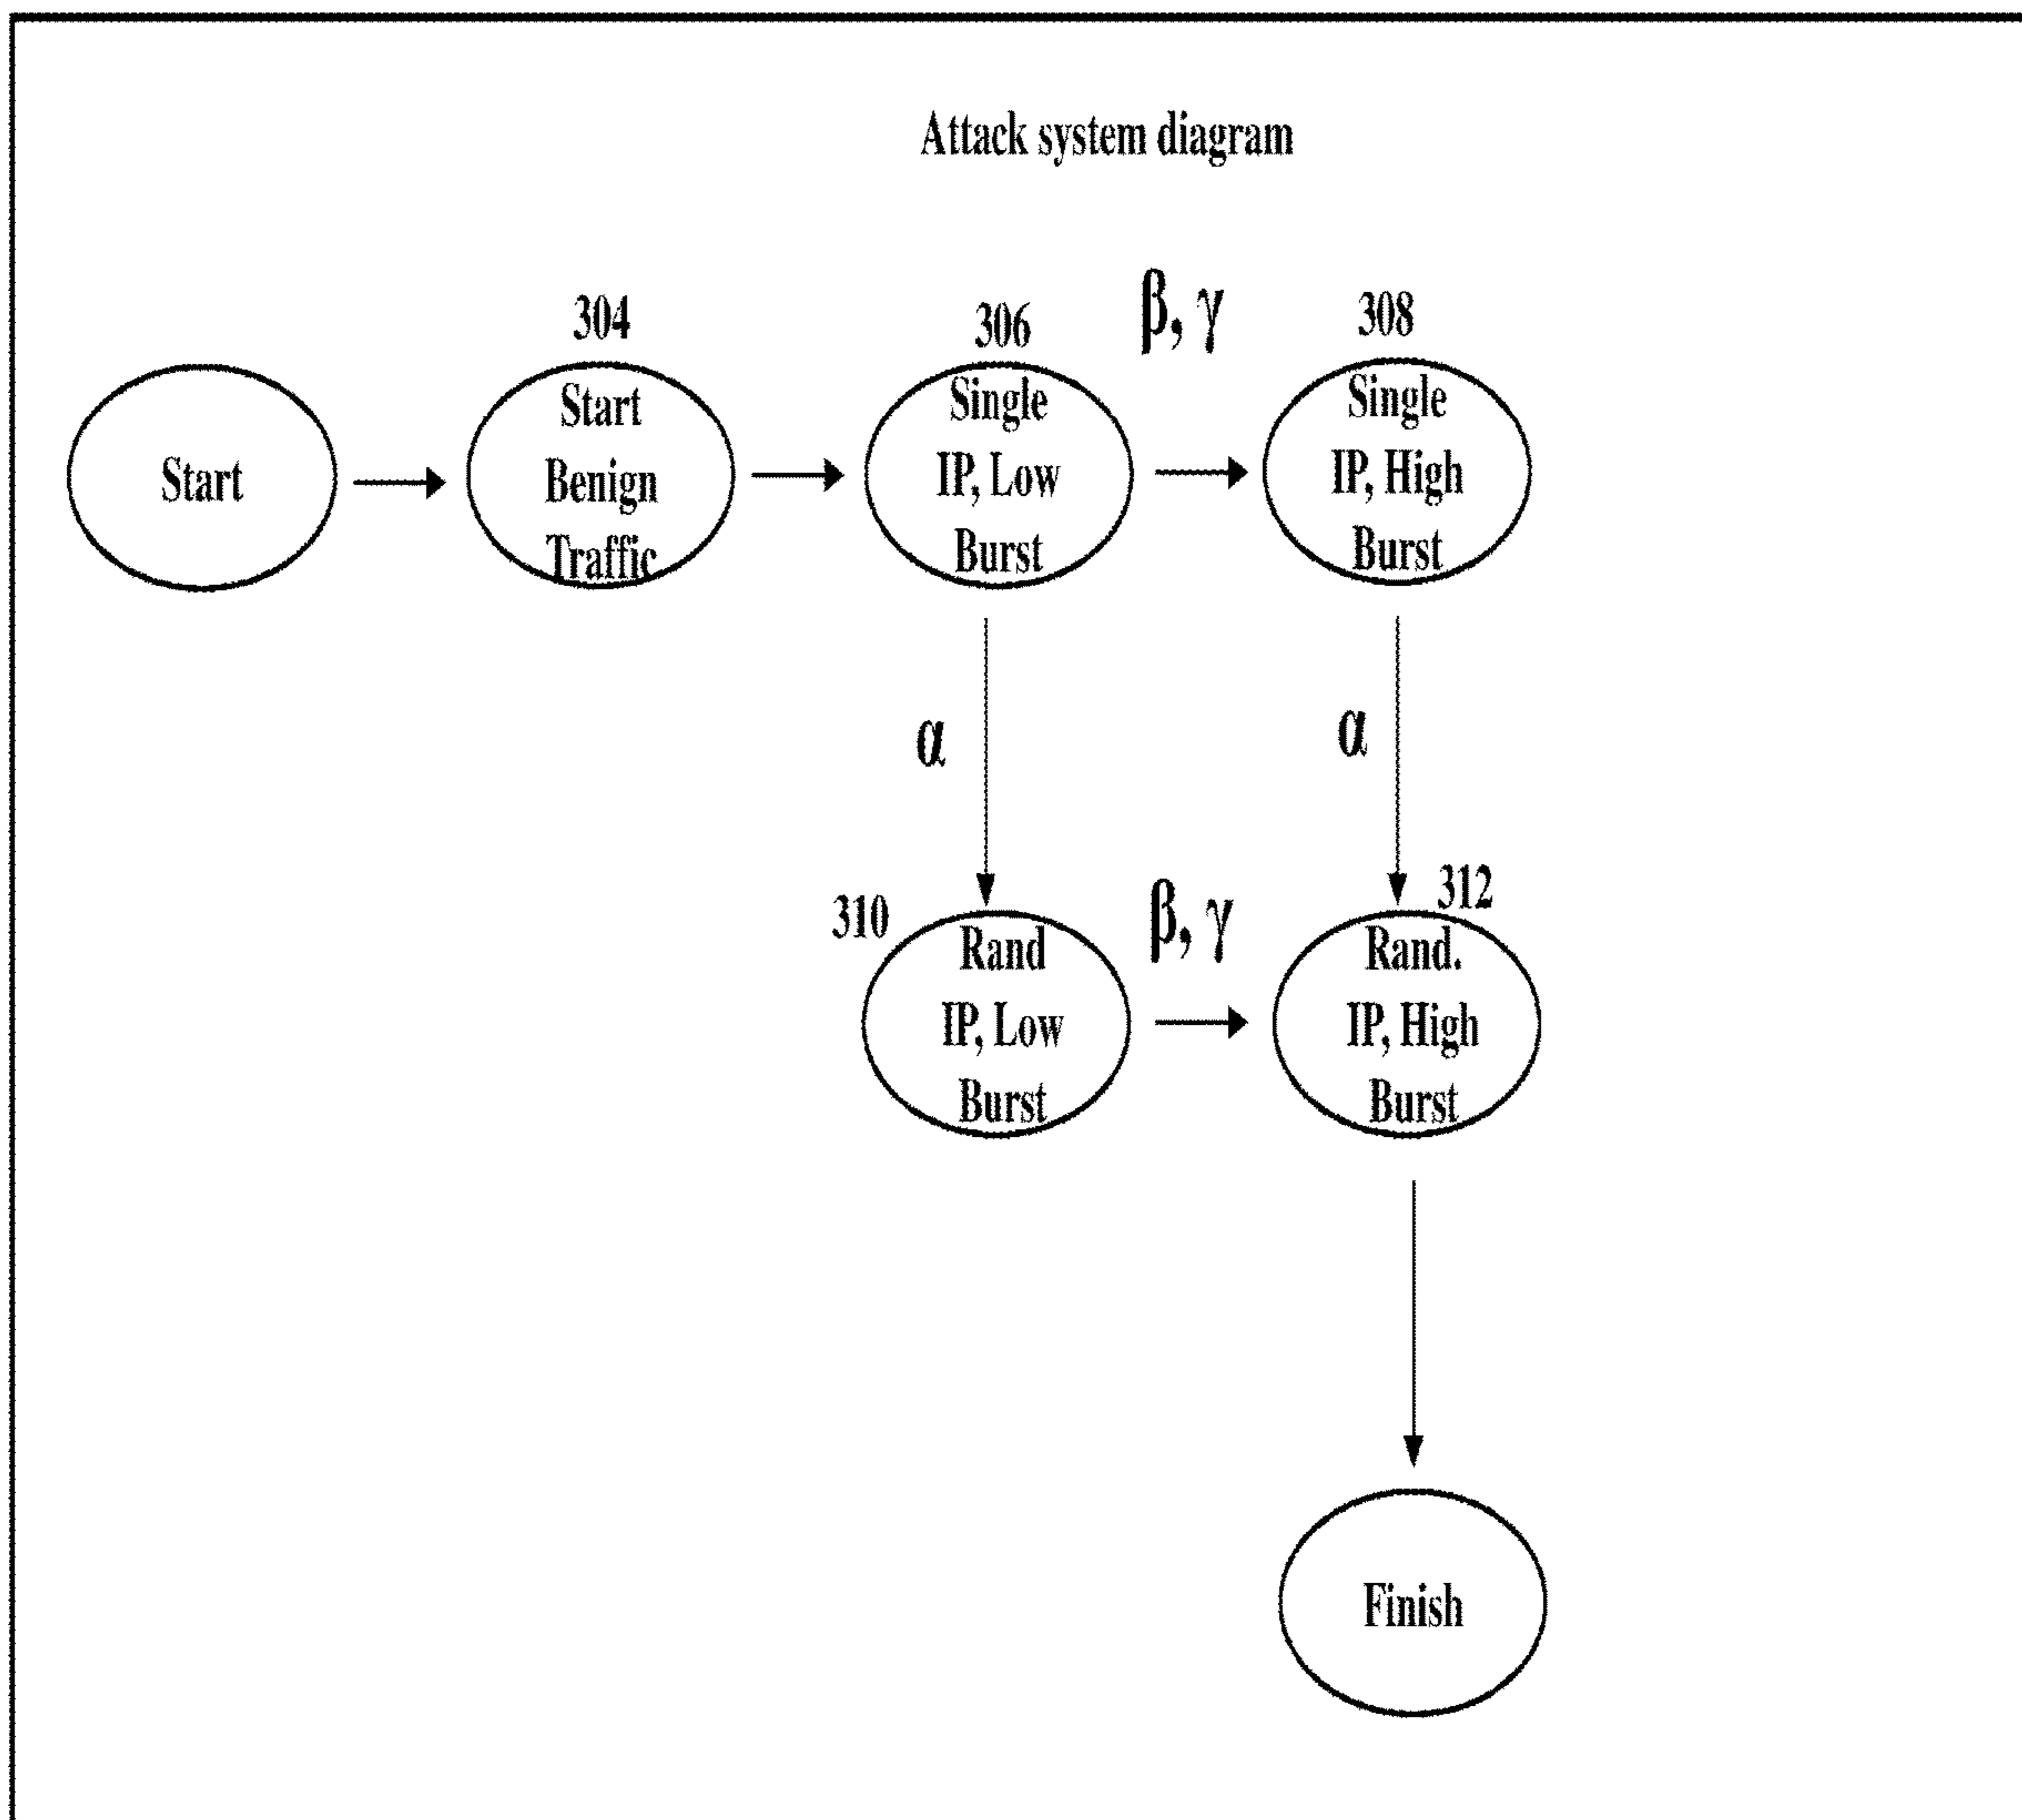 Attack system diagram
304
306
β, γ
308
Start
Start
Benign
Traffic
Single
IP, Low
Burst
Single
IP, High
Burst
α
α
310
β, γ
312
Rand
IP, Low
Burst
Rand.
IP, High
Burst
Finish